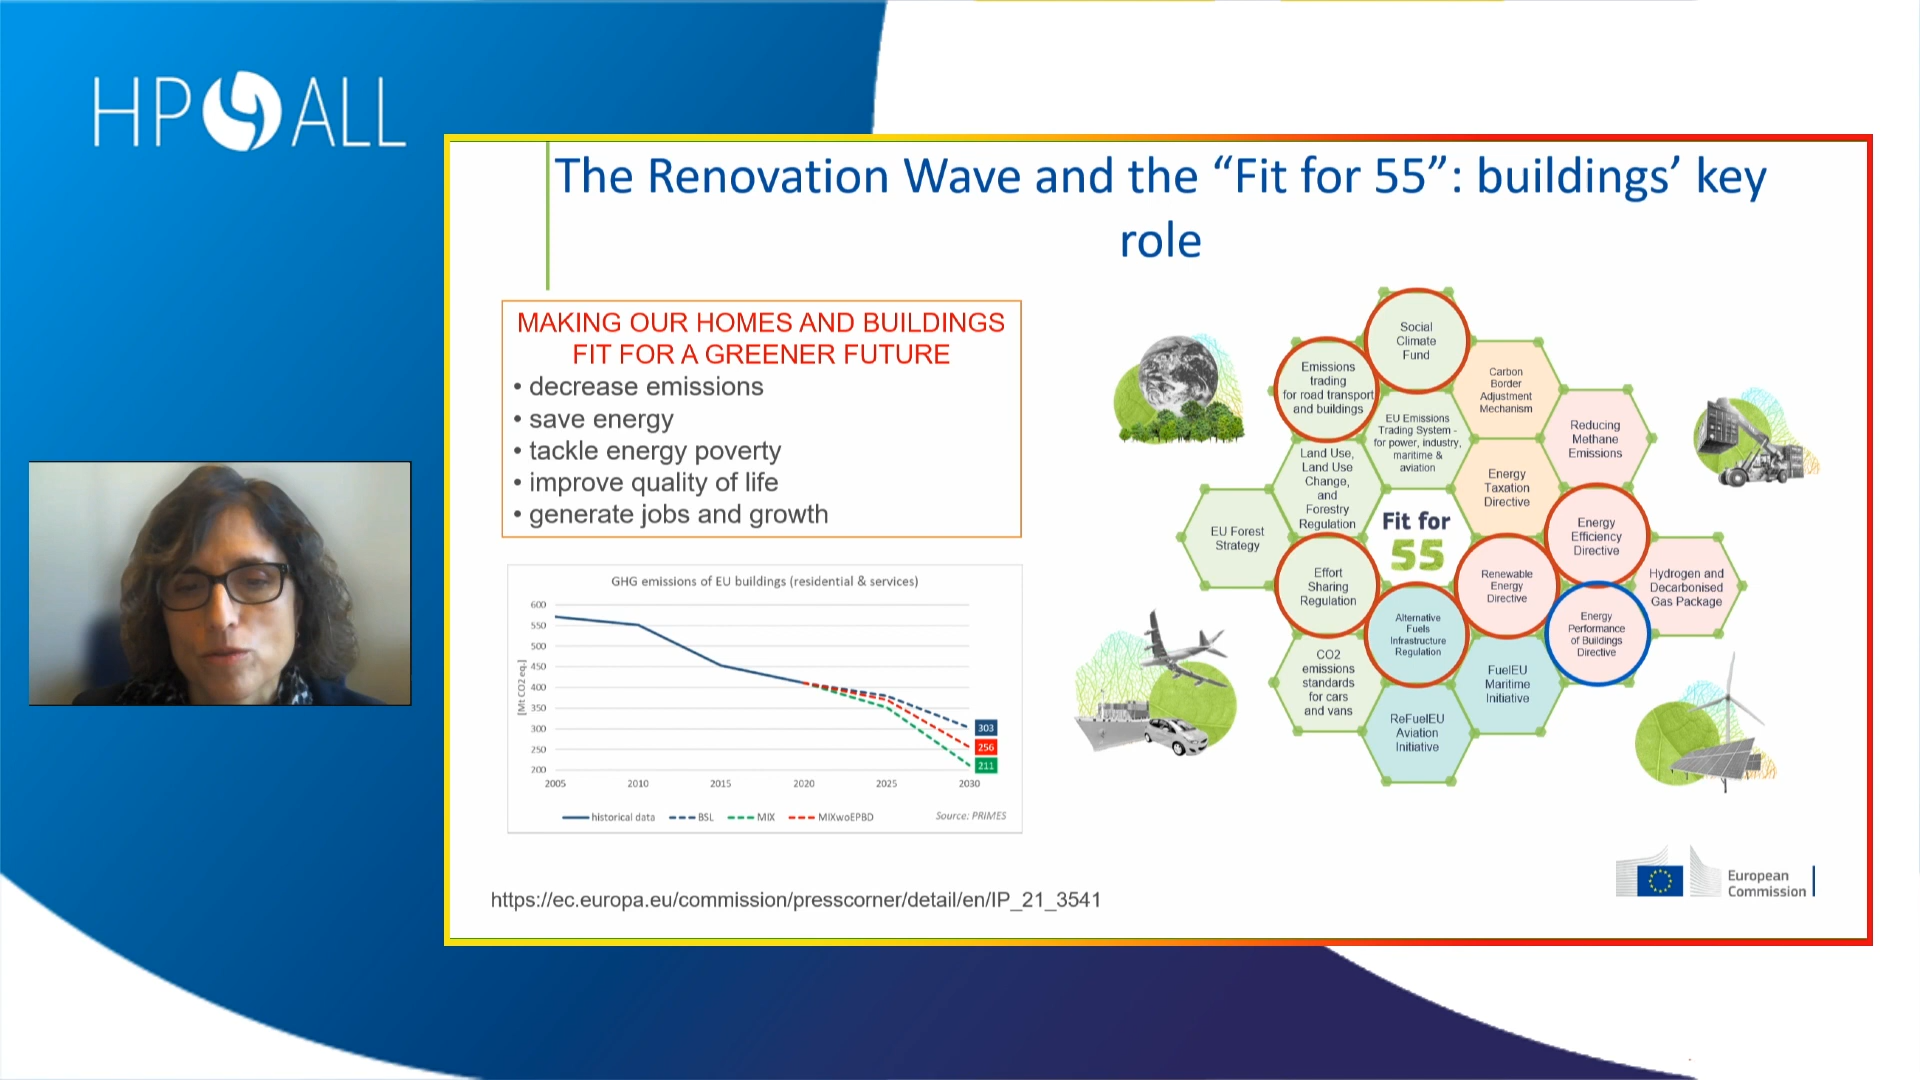 HP4ALL
The Renovation Wave and the “Fit for 55”: buildings’ key
role
MAKING OUR HOMES AND BUILDINGS
FIT FOR A GREENER FUTURE
• decrease emissions
• save energy
• tackle energy poverty
• improve quality of life
• generate jobs and growth
GHG emissions of EU buildings (residential & services)
[Mt CO2 eq.]
600
550
500
450
400
350
300
250
200
303
256
211
2005 2010 2015 2020 2025 2030
historical data BSL MIX MIXwoEPBD Source: PRIMES
https://ec.europa.eu/commission/presscorner/detail/en/IP_21_3541
Social
Climate
Fund
Emissions
trading
for road transport
and buildings
Carbon
Border
Adjustment
Mechanism
EU Emissions
Trading System -
for power, industry,
maritime &
aviation
Reducing
Methane
Emissions
Land Use,
Land Use
Change,
and
Forestry
Regulation
Energy
Taxation
Directive
EU Forest
Strategy
Fit for
55
Energy
Efficiency
Directive
Effort
Sharing
Regulation
Renewable
Energy
Directive
Hydrogen and
Decarbonised
Gas Package
Alternative
Fuels
Infrastructure
Regulation
Energy
Performance
of Buildings
Directive
CO2
emissions
standards
for cars
and vans
FuelEU
Maritime
Initiative
ReFuelEU
Aviation
Initiative
European
Commission